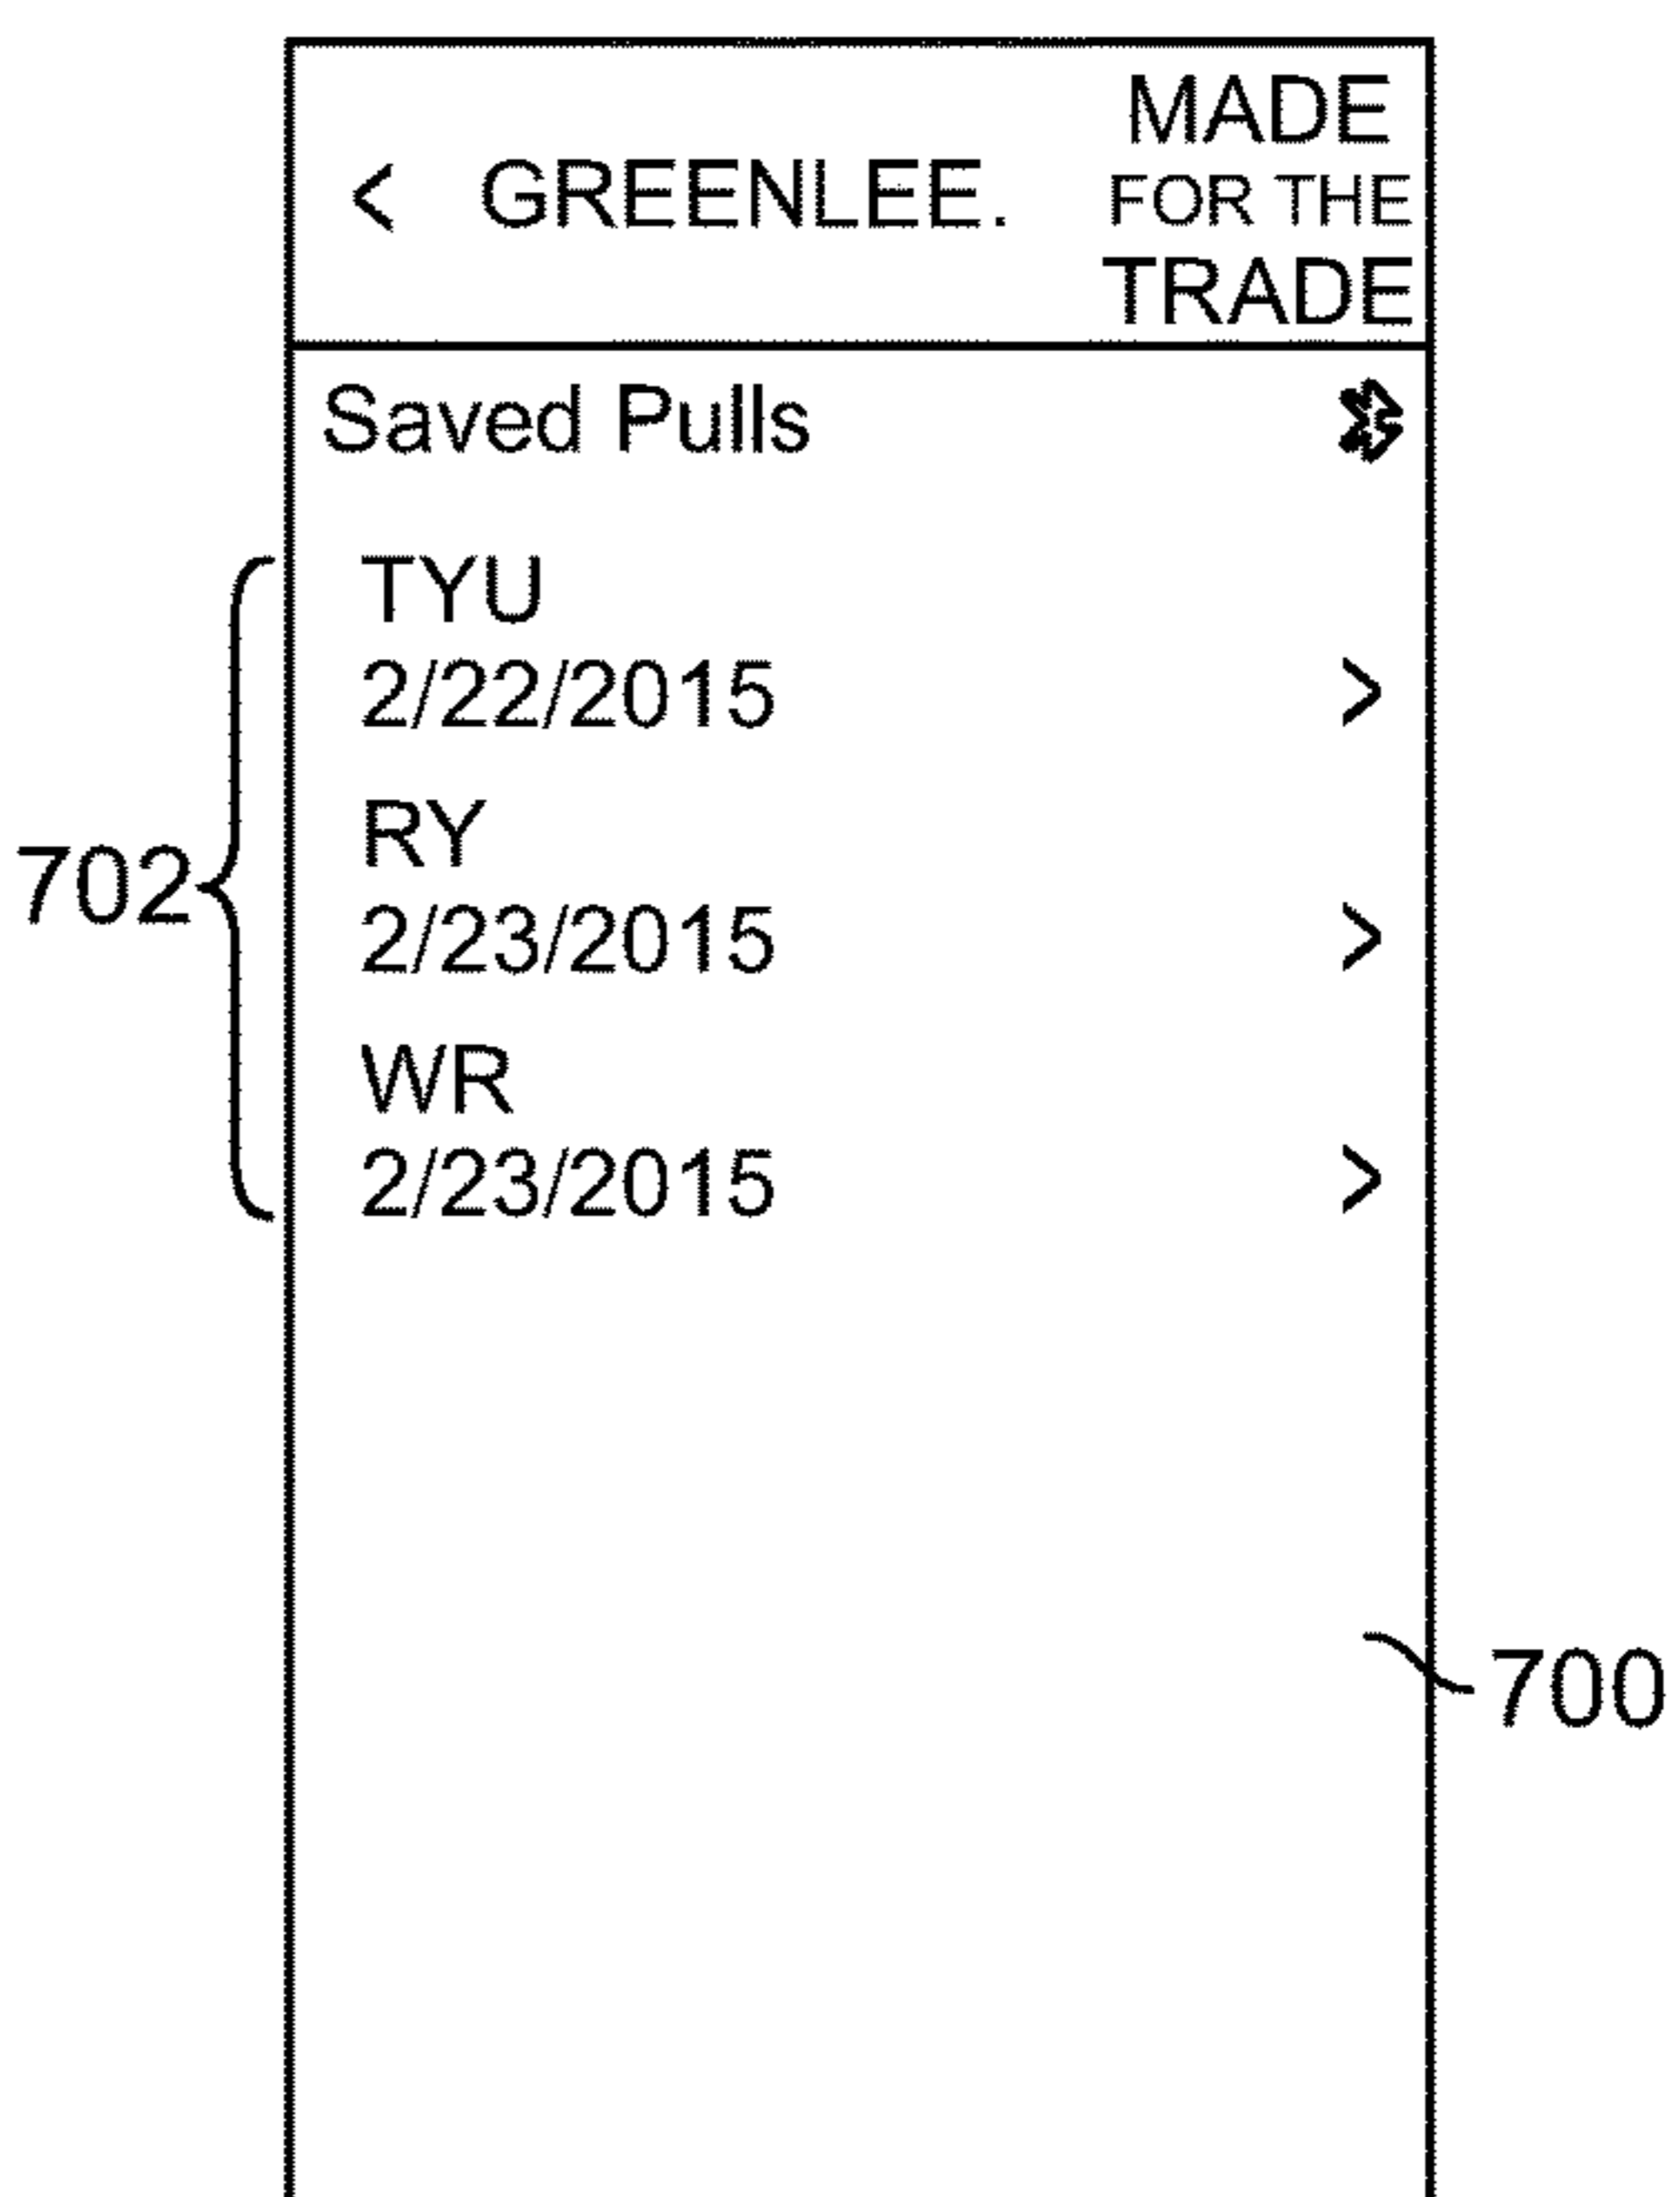 MADE
< GREENLEE. FOR THE
TRADE
Saved Pulls
TYU
2/22/2015 >
RY
702
2/23/2015 >
WR
2/23/2015 >
700